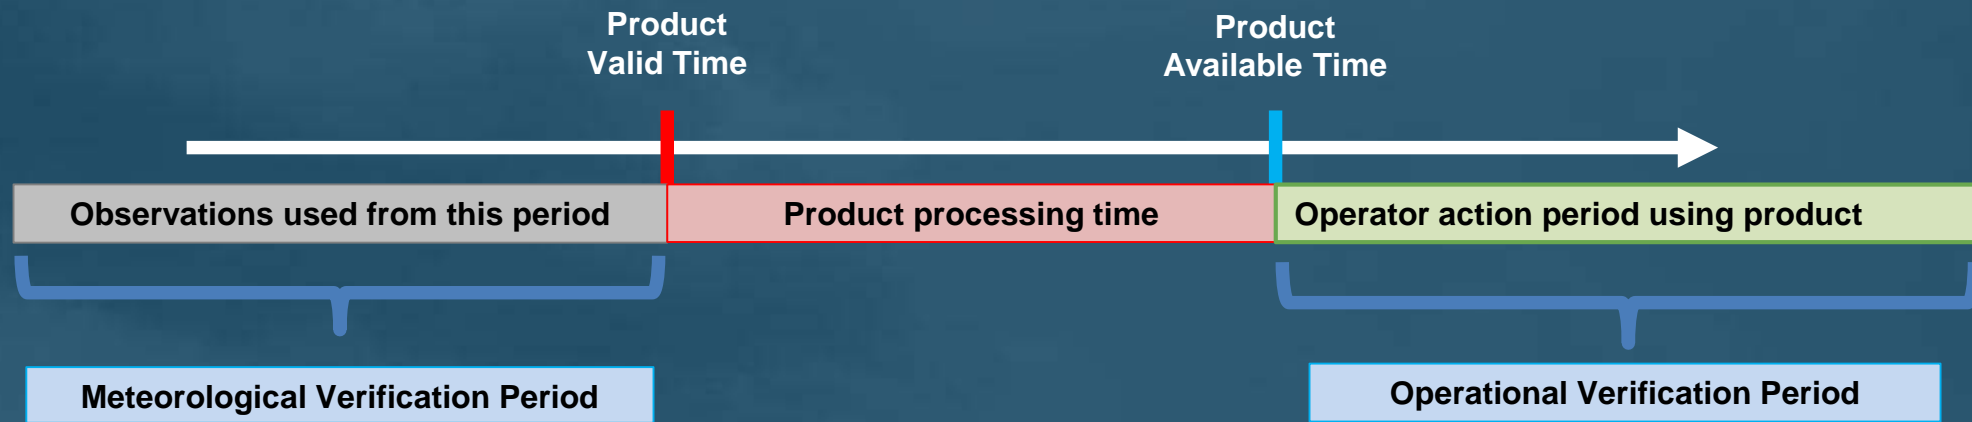 Product
Valid Time
Product
Available Time
Observations used from this period
Product processing time
Operator action period using product
Meteorological Verification Period
Operational Verification Period